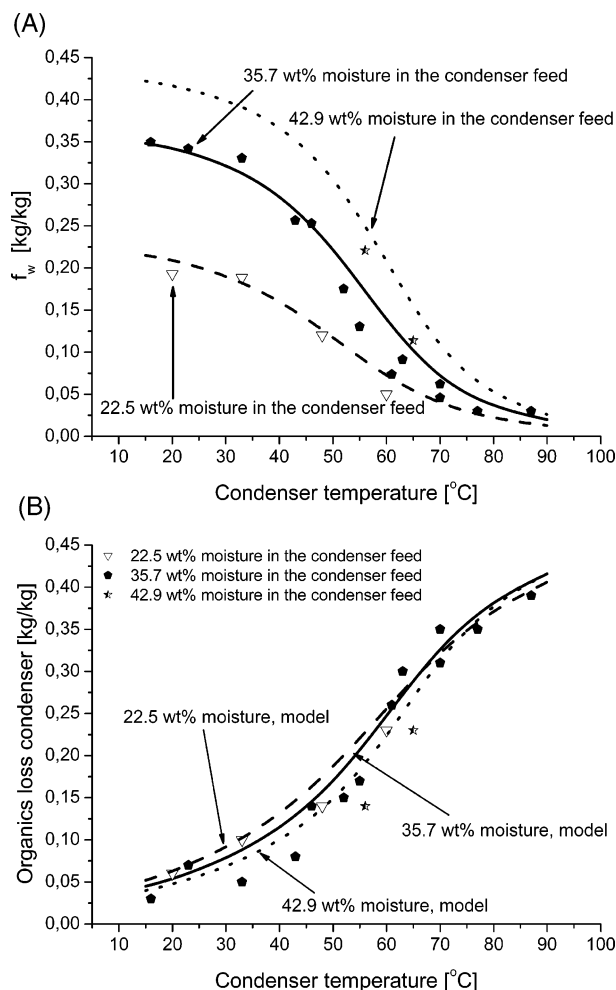 (A)
0,45
0,40
0,35
0,30
0,25
0,20
0,15
0,10
0,05
0,00
f_w [kg/kg]
35.7 wt% moisture in the condenser feed
42.9 wt% moisture in the condenser feed
22.5 wt% moisture in the condenser feed
10 20 30 40 50 60 70 80 90 100
Condenser temperature [°C]
(B)
0,45
0,40
0,35
0,30
0,25
0,20
0,15
0,10
0,05
0,00
Organics loss condenser [kg/kg]
22.5 wt% moisture in the condenser feed
35.7 wt% moisture in the condenser feed
42.9 wt% moisture in the condenser feed
22.5 wt% moisture, model
35.7 wt% moisture, model
42.9 wt% moisture, model
10 20 30 40 50 60 70 80 90 100
Condenser temperature [°C]